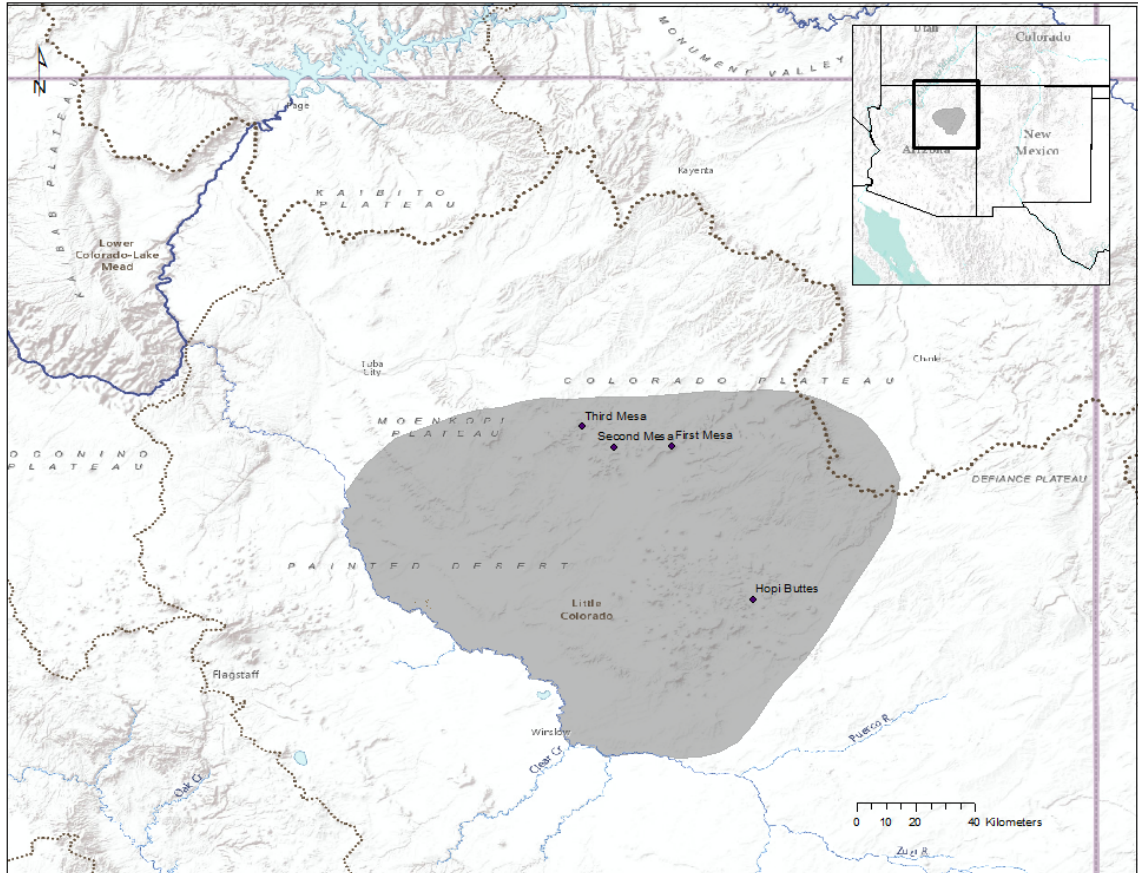 Utah
Colorado
Arizona
New
Mexico
N
MONUMENT VALLEY
KAIBAB PLATEAU
Page
KAIBITO
PLATEAU
Kayenta
Lower
Colorado-Lake
Mead
Tuba
City
COLORADO PLATEAU
MOENKOPI
PLATEAU
Third Mesa
Second Mesa
First Mesa
OCONINO
PLATEAU
DEFIANCE PLATEAU
PAINTED DESERT
Hopi Buttes
Little
Colorado
Flagstaff
Winslow
Clear Cr
Puerco R
Oak Cr
0 10 20 40 Kilometers
Zuni R